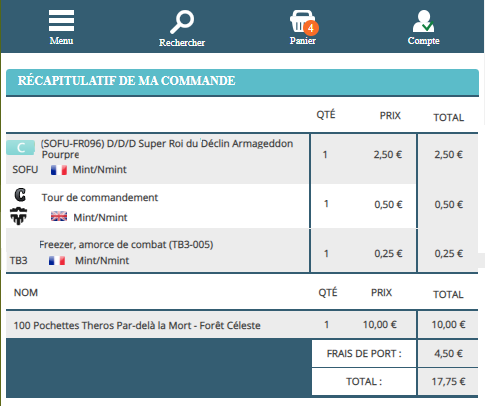 4
Menu Rechercher Panier Compte
RÉCAPITULATIF DE MA COMMANDE
QTÉ PRIX TOTAL
C (SOFU-FR096) D/D/D Super Roi du Déclin Armageddon
Pourpre 1 2,50 € 2,50 €
SOFU Mint/Nmint
C Tour de commandement 1 0,50 € 0,50 €
Mint/Nmint
Freezer, amorce de combat (TB3-005) 1 0,25 € 0,25 €
TB3 Mint/Nmint
NOM QTÉ PRIX TOTAL
100 Pochettes Theros Par-delà la Mort - Forêt Céleste 1 10,00 € 10,00 €
FRAIS DE PORT : 4,50 €
TOTAL : 17,75 €